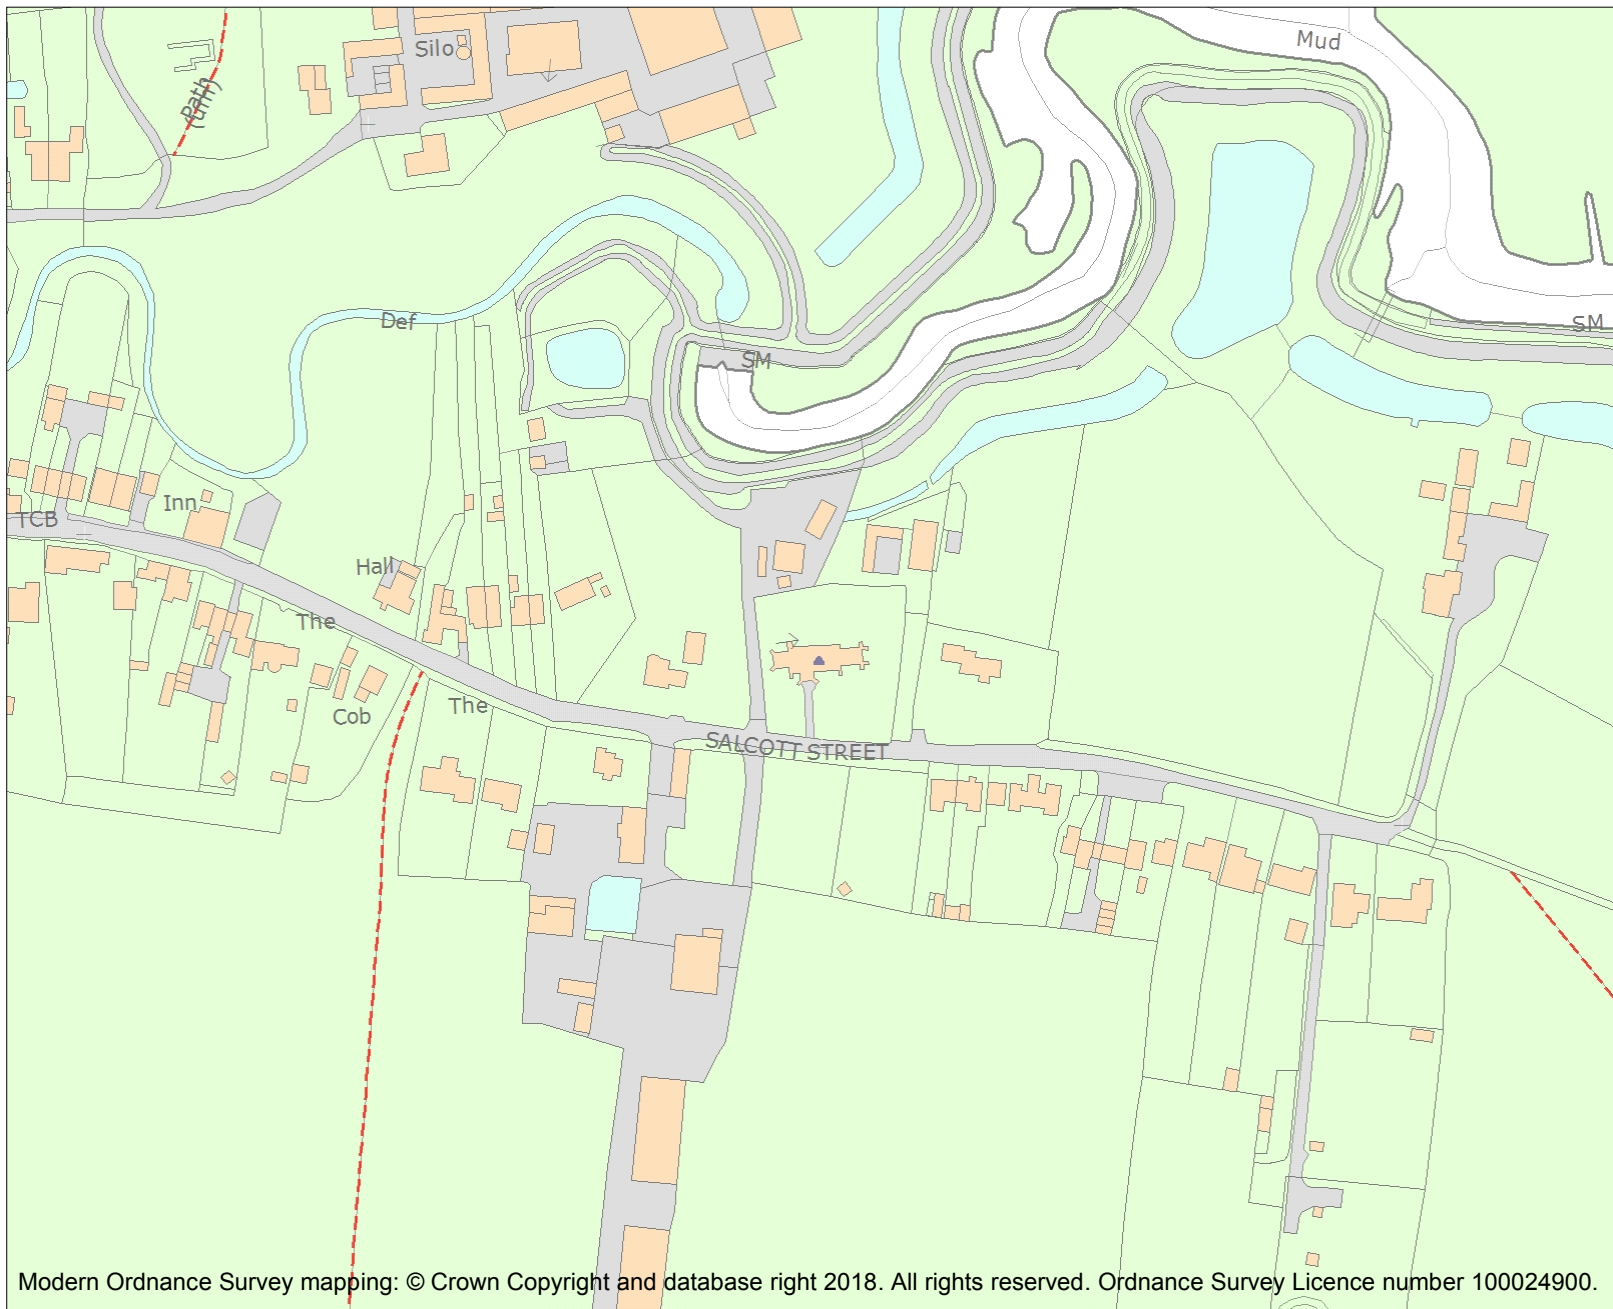 Silo
Mud
Path
(um)
Def
SM
SM
Inn
TCB
Hall
The
The
Cob
SALCOTT STREET
Modern Ordnance Survey mapping: © Crown Copyright and database right 2018. All rights reserved. Ordnance Survey Licence number 100024900.